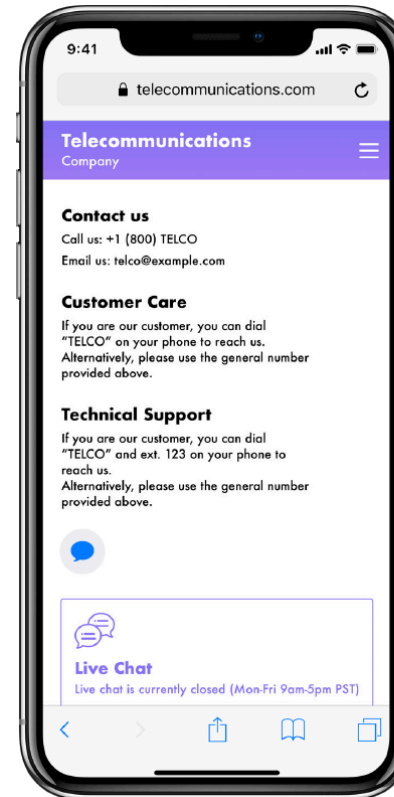 9:41
telecommunications.com
Telecommunications
Company
Contact us
Call us: +1 (800) TELCO
Email us: telco@example.com
Customer Care
If you are our customer, you can dial
“TELCO” on your phone to reach us.
Alternatively, please use the general number
provided above.
Technical Support
If you are our customer, you can dial
“TELCO” and ext. 123 on your phone to
reach us.
Alternatively, please use the general number
provided above.
Live Chat
Live chat is currently closed (Mon-Fri 9am-5pm PST)